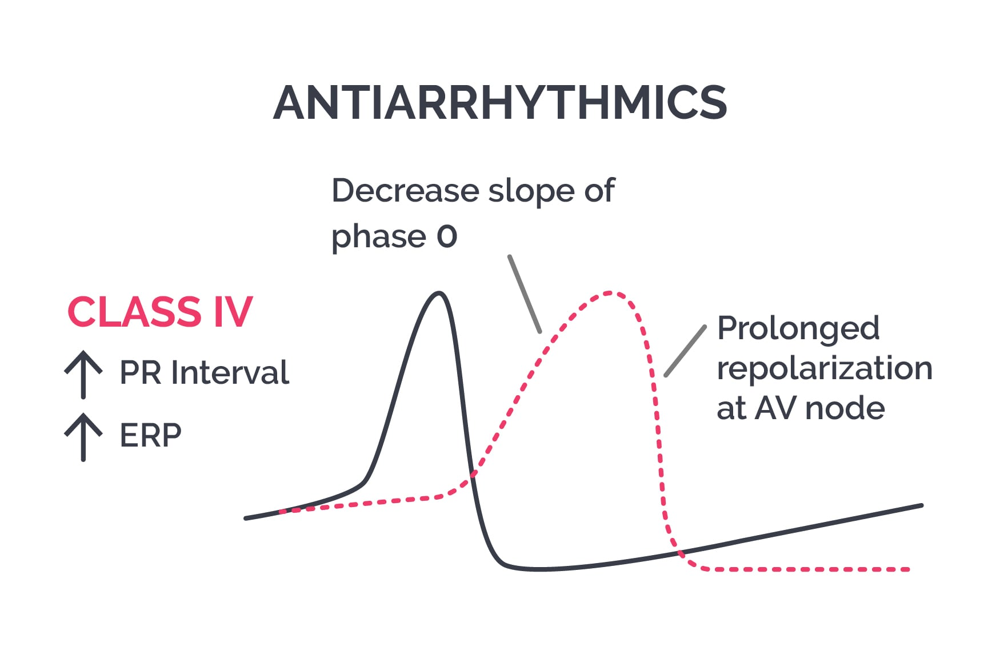 ANTIARRHYTHMICS
Decrease slope of
phase 0
CLASS IV
PR Interval
ERP
Prolonged
repolarization
at AV node